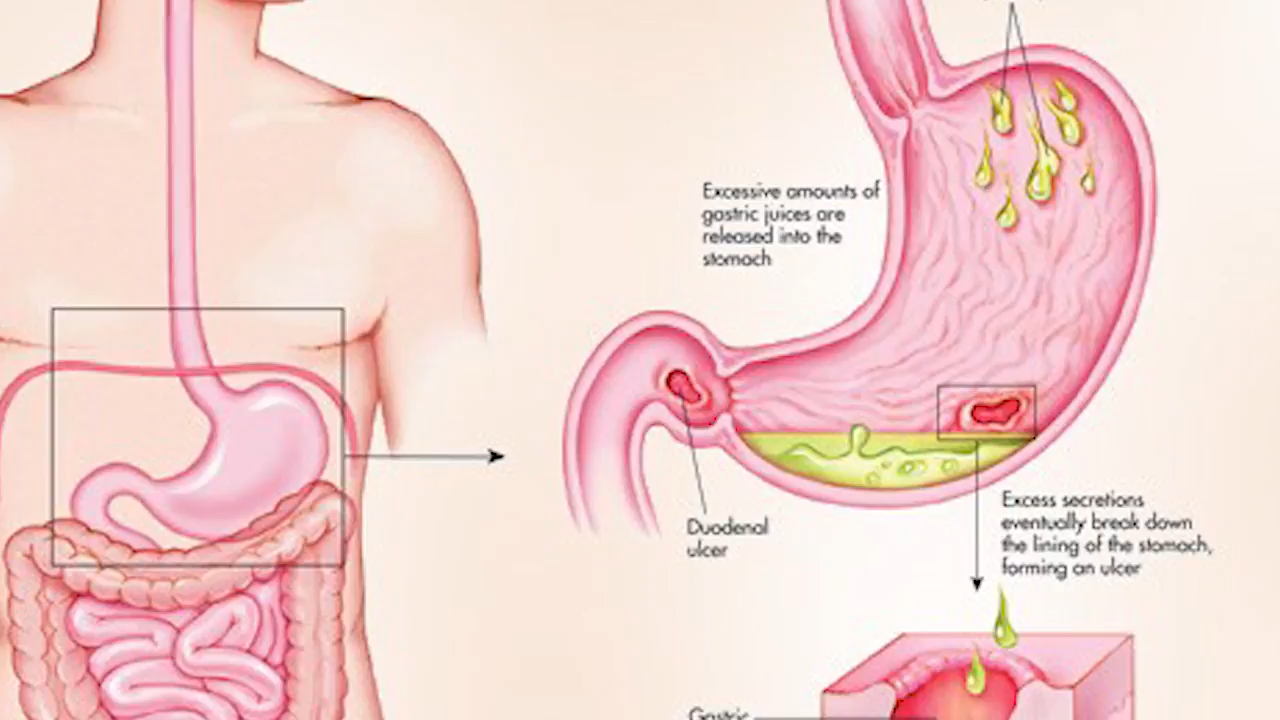 Excessive amounts of
gastric juices are
released into the
stomach
Duodenal
ulcer
Excess secretions
eventually break down
the lining of the stomach,
forming an ulcer
Gastric